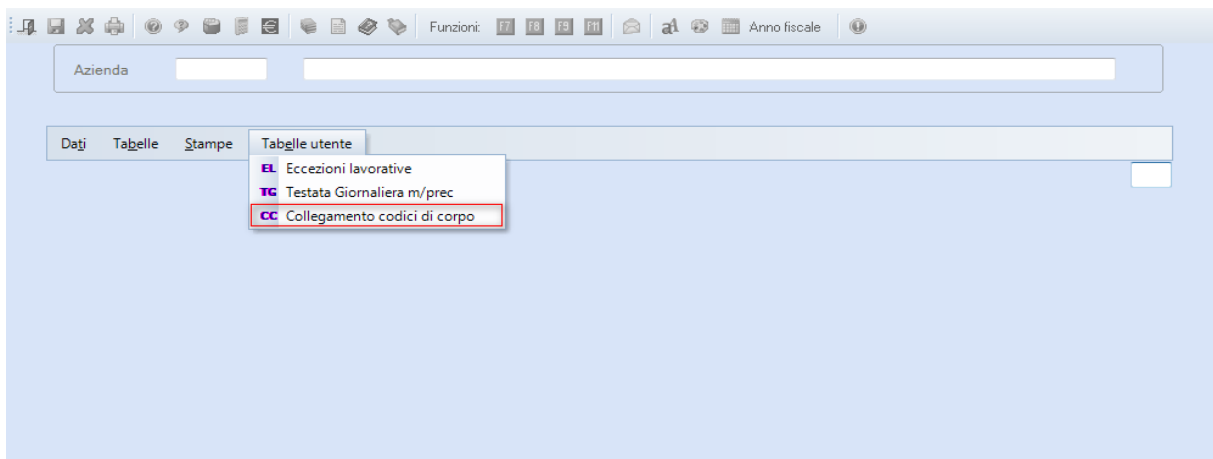 Funzioni: F7 F8 F9 F11 Anno fiscale
Azienda
Dati Tabelle Stampe Tabelle utente
EL Eccezioni lavorative
TG Testata Giornaliera m/prec
CC Collegamento codici di corpo